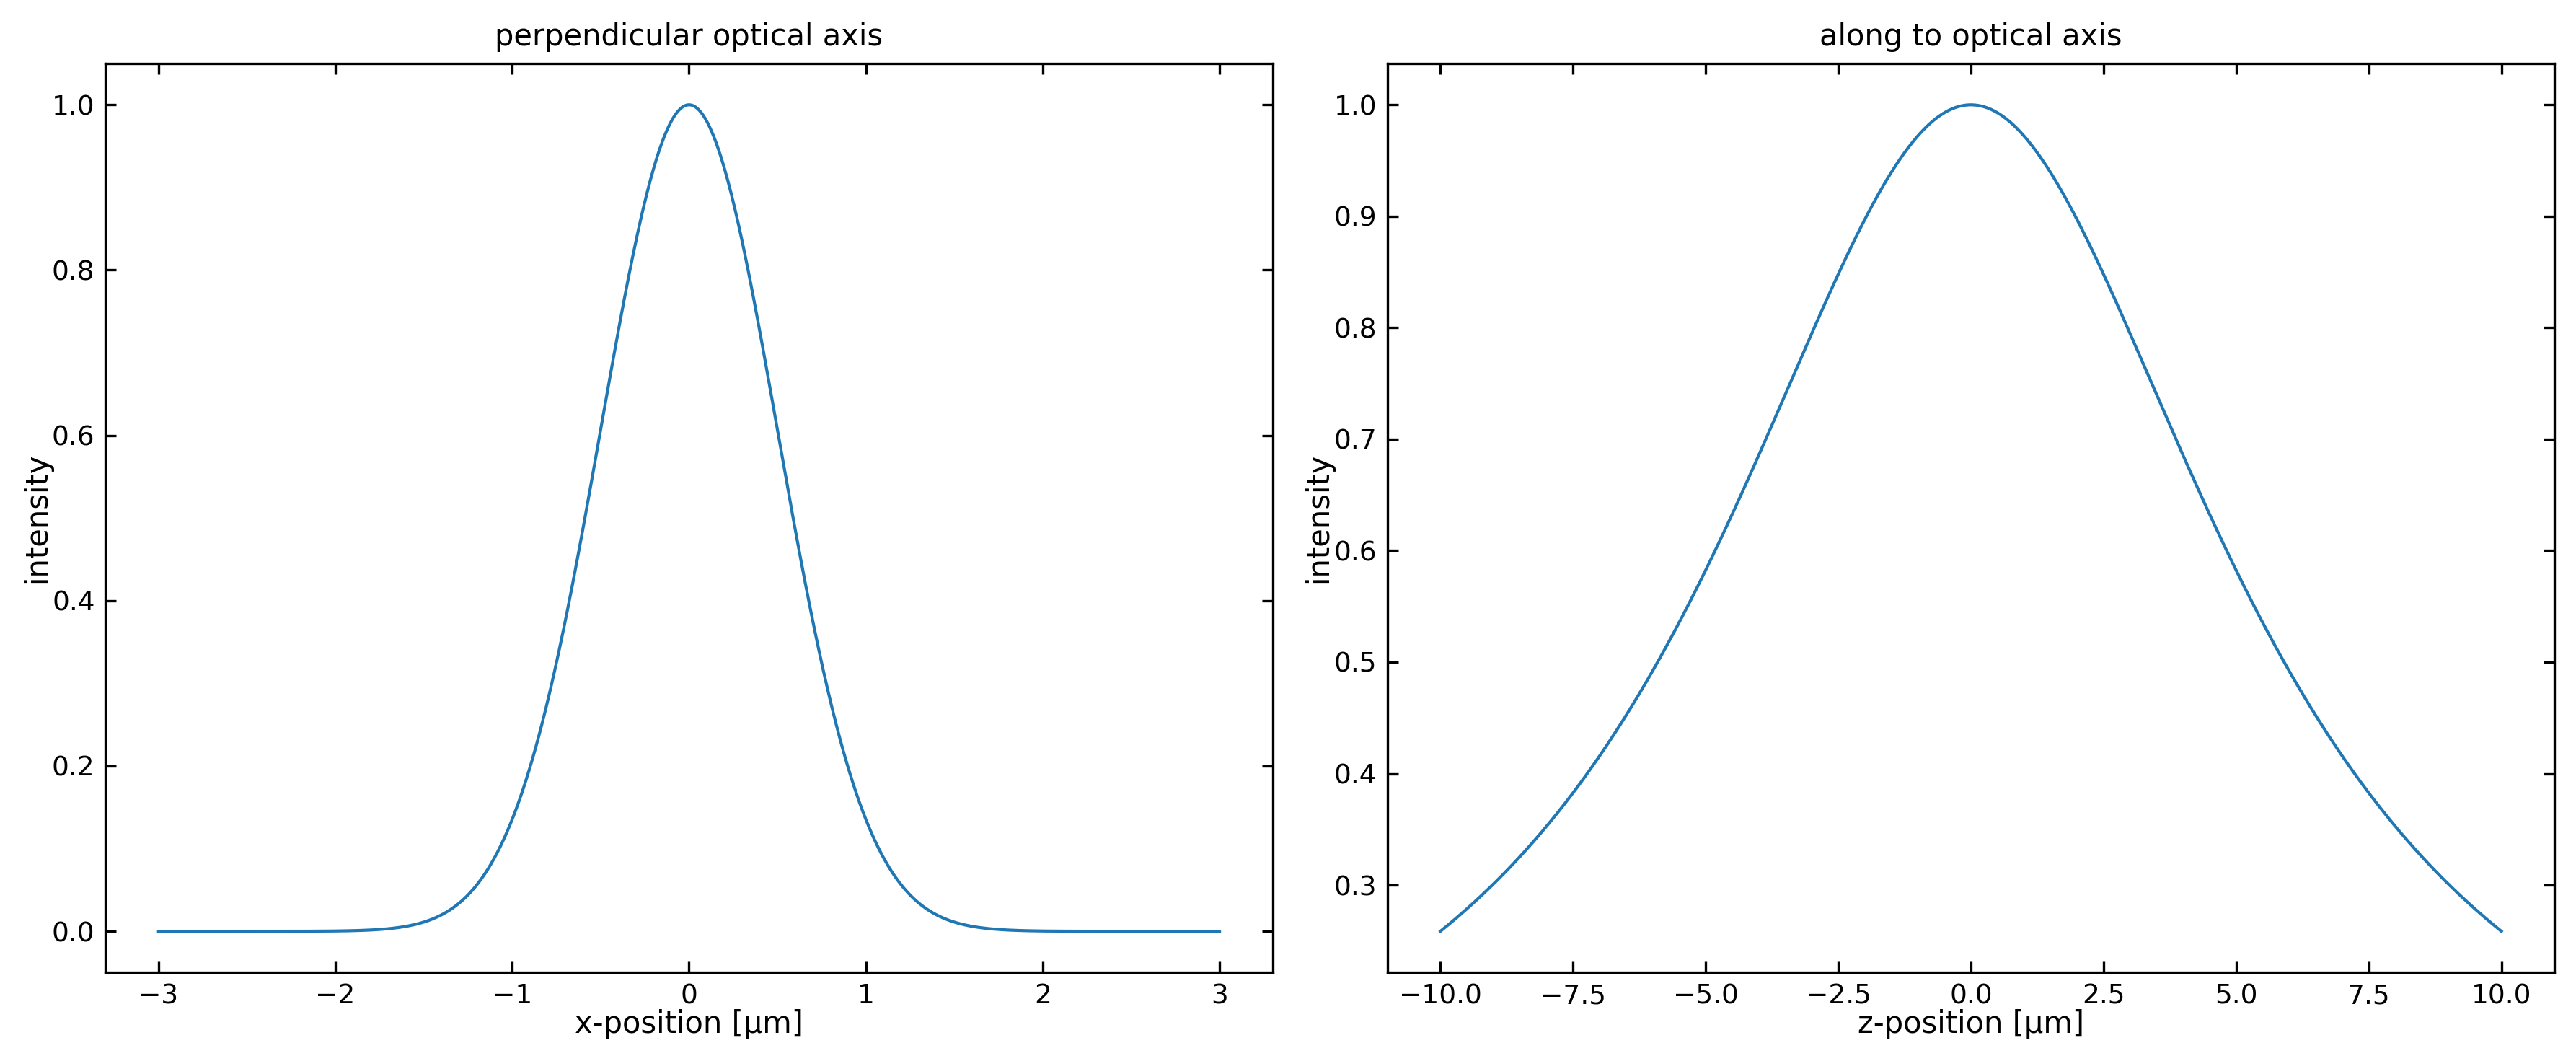 perpendicular optical axis
1.0
0.8
0.6
0.4
0.2
0.0
intensity
−3 −2 −1 0 1 2 3
x-position [µm]
along to optical axis
1.0
0.9
0.8
0.7
0.6
0.5
0.4
0.3
intensity
−10.0 −7.5 −5.0 −2.5 0.0 2.5 5.0 7.5 10.0
z-position [µm]